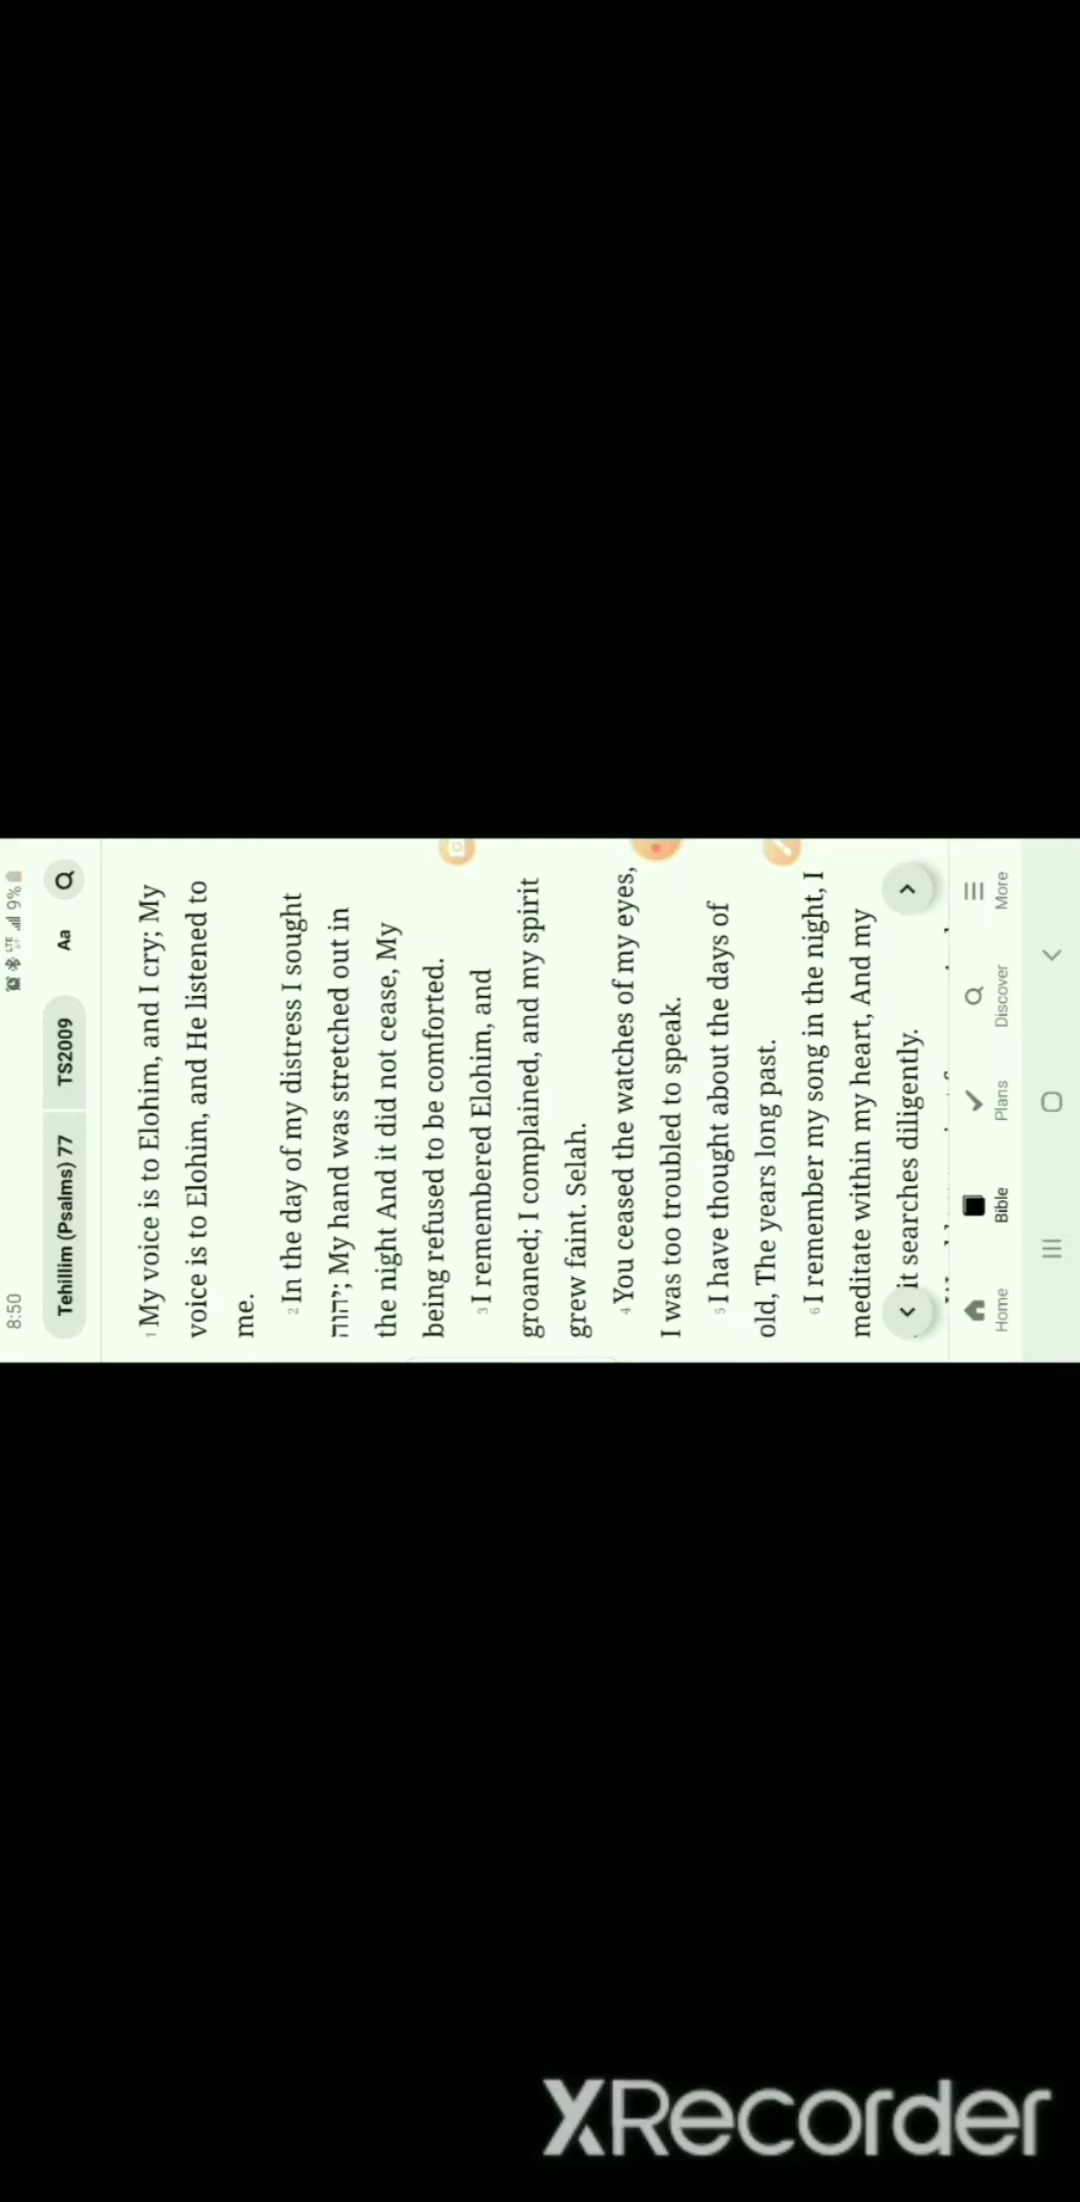 8:50
LTE 9%
Tehillim (Psalms) 77 TS2009 Aa
1 My voice is to Elohim, and I cry; My
voice is to Elohim, and He listened to
me.
2 In the day of my distress I sought
יהוה; My hand was stretched out in
the night And it did not cease, My
being refused to be comforted.
3 I remembered Elohim, and
groaned; I complained, and my spirit
grew faint. Selah.
4 You ceased the watches of my eyes,
I was too troubled to speak.
5 I have thought about the days of
old, The years long past.
6 I remember my song in the night, I
meditate within my heart, And my
it searches diligently.
Home Bible Plans Discover More
XRecorder